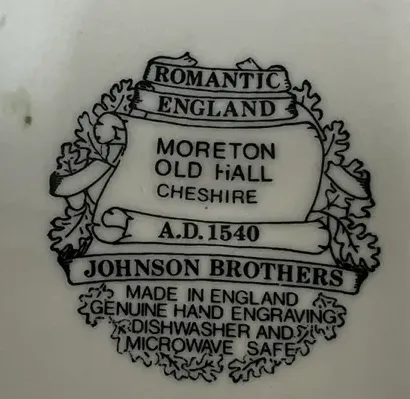 ROMANTIC
ENGLAND
MORETON
OLD HALL
CHESHIRE
A.D. 1540
JOHNSON BROTHERS
MADE IN ENGLAND
GENUINE HAND ENGRAVING
DISHWASHER AND
MICROWAVE SAFE